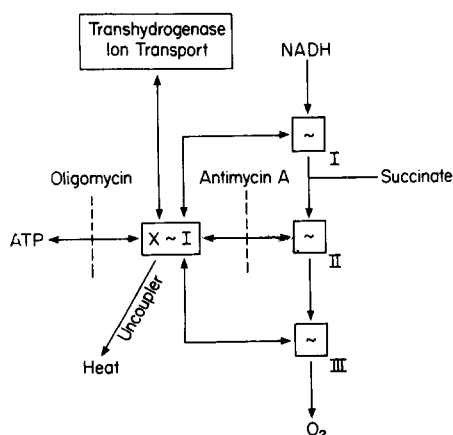 Transhydrogenase
Ion Transport
NADH
~
I
Oligomycin
Antimycin A
Succinate
ATP
X ~ I
~
II
Uncoupler
~
III
Heat
O₂